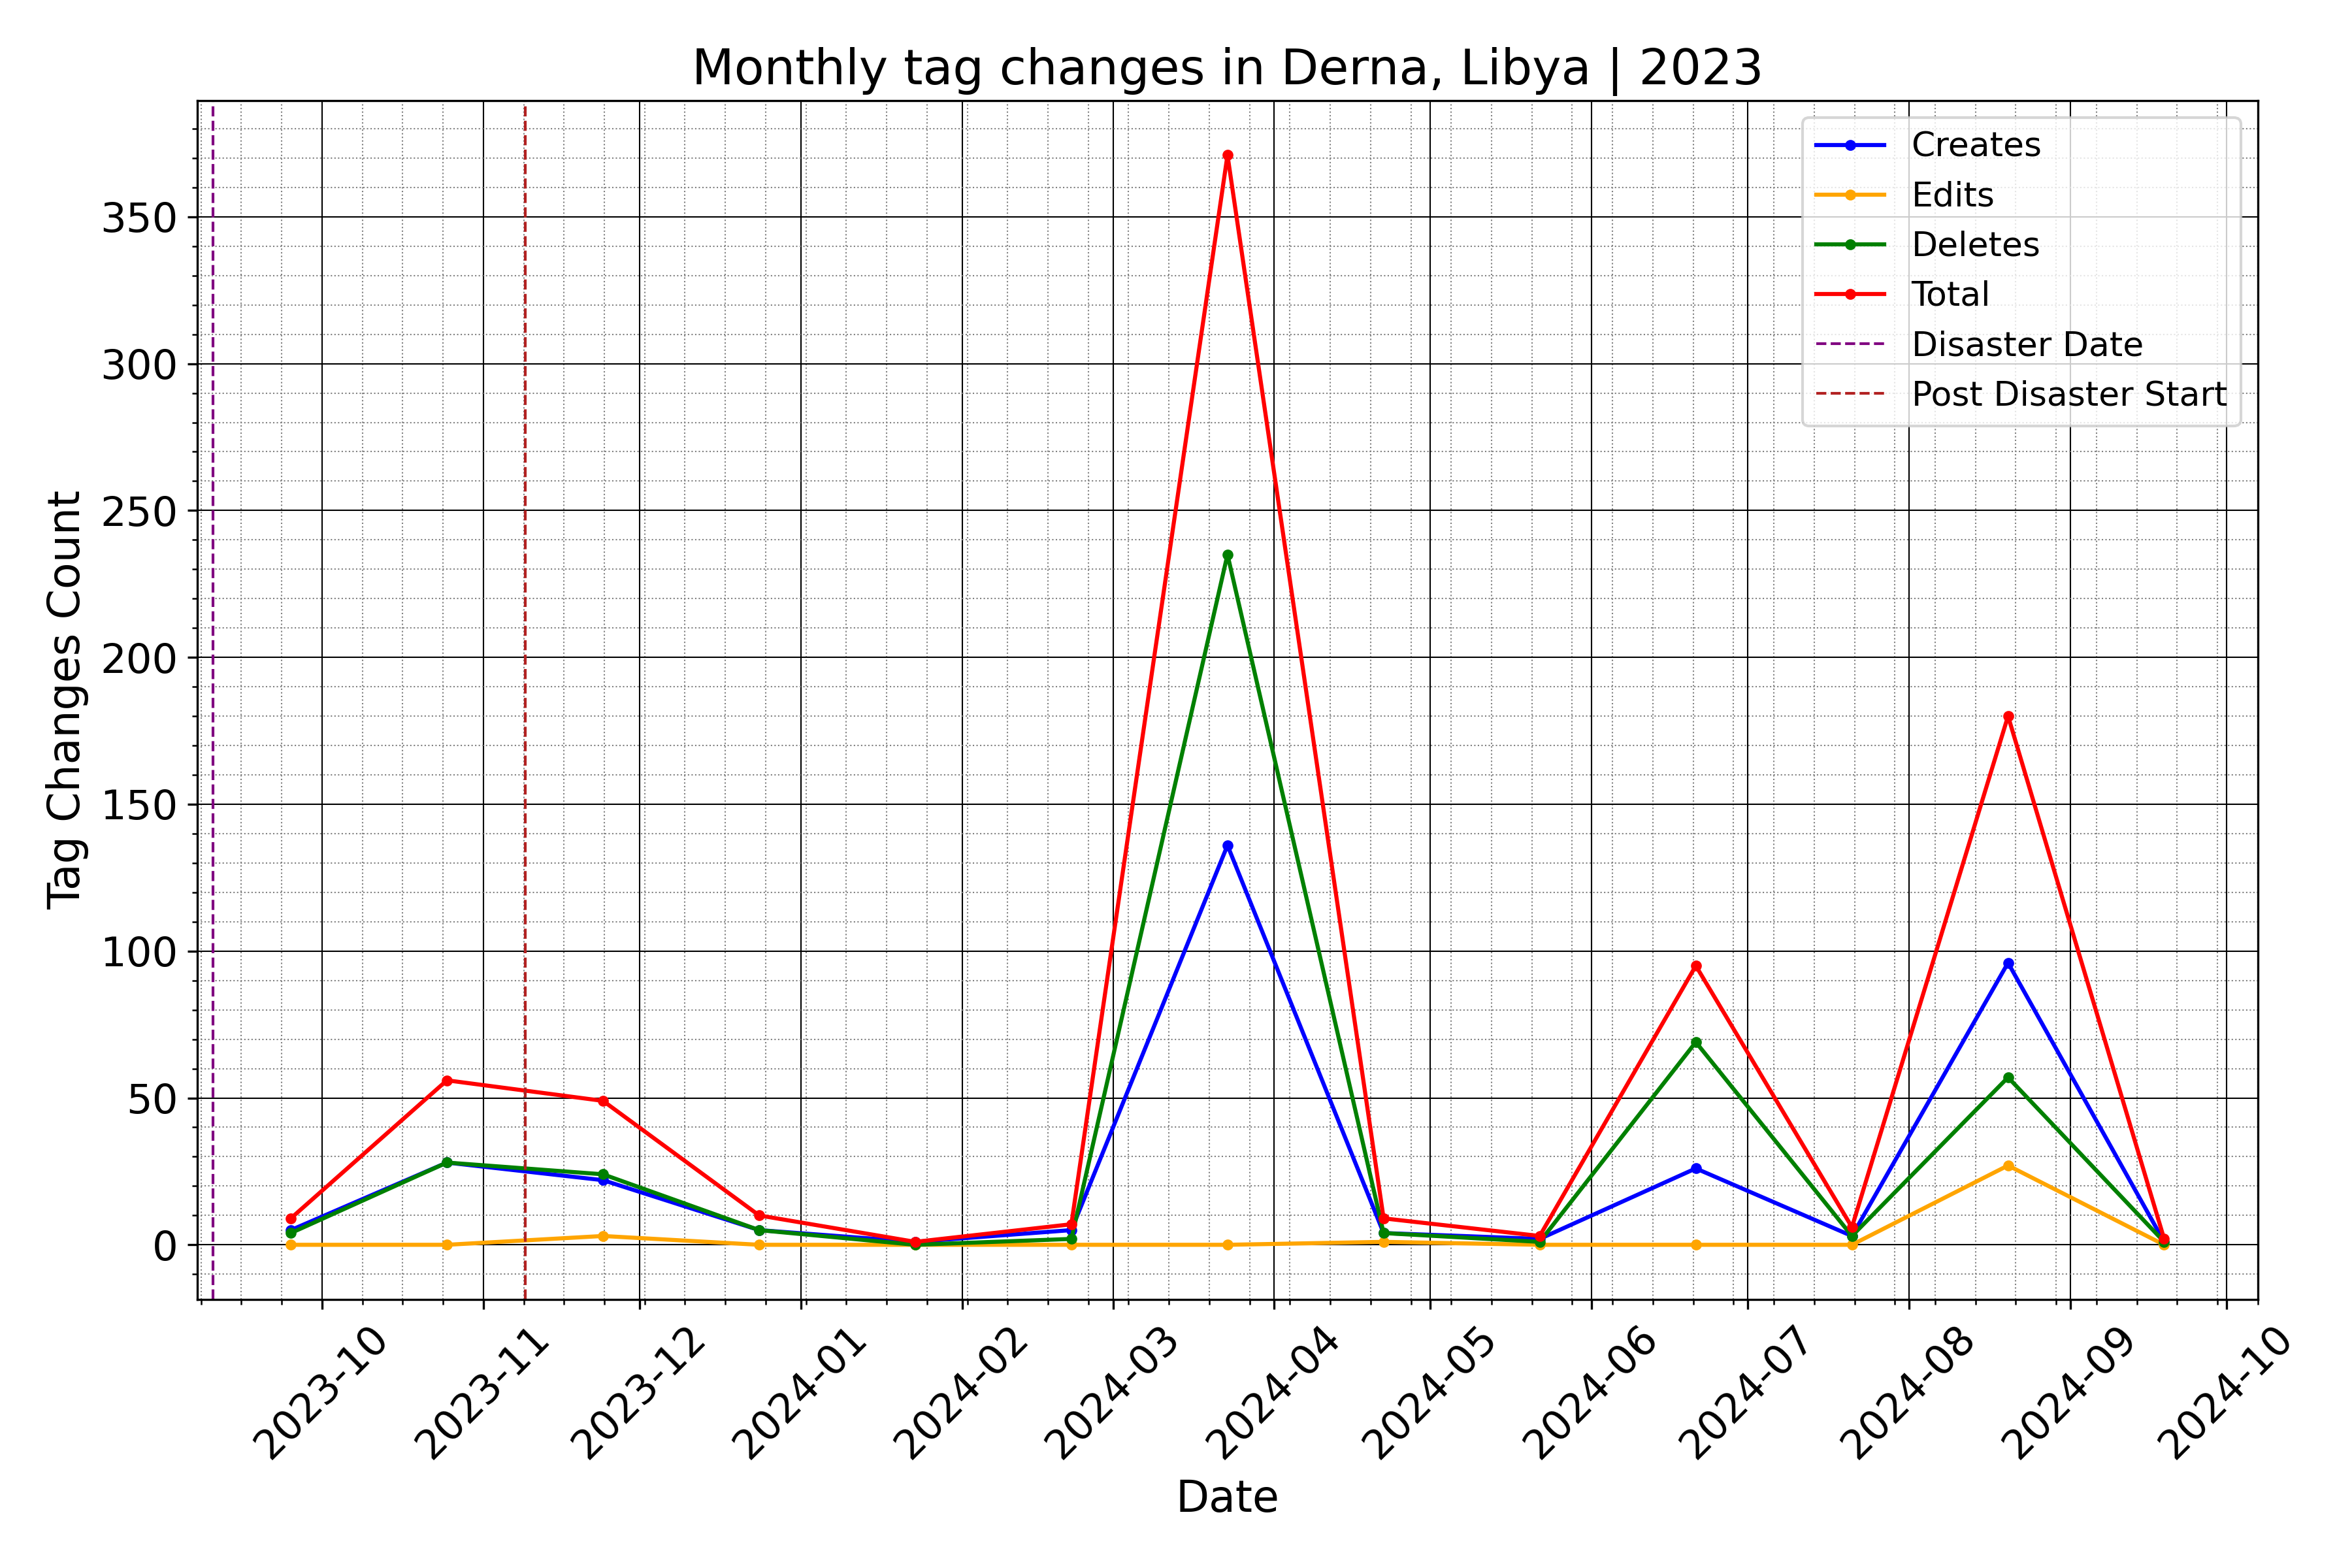 Monthly tag changes in Derna, Libya | 2023
Creates
Edits
Deletes
Total
Disaster Date
Post Disaster Start
Tag Changes Count
350
300
250
200
150
100
50
0
2023-10
2023-11
2023-12
2024-01
2024-02
2024-03
2024-04
2024-05
2024-06
2024-07
2024-08
2024-09
2024-10
Date